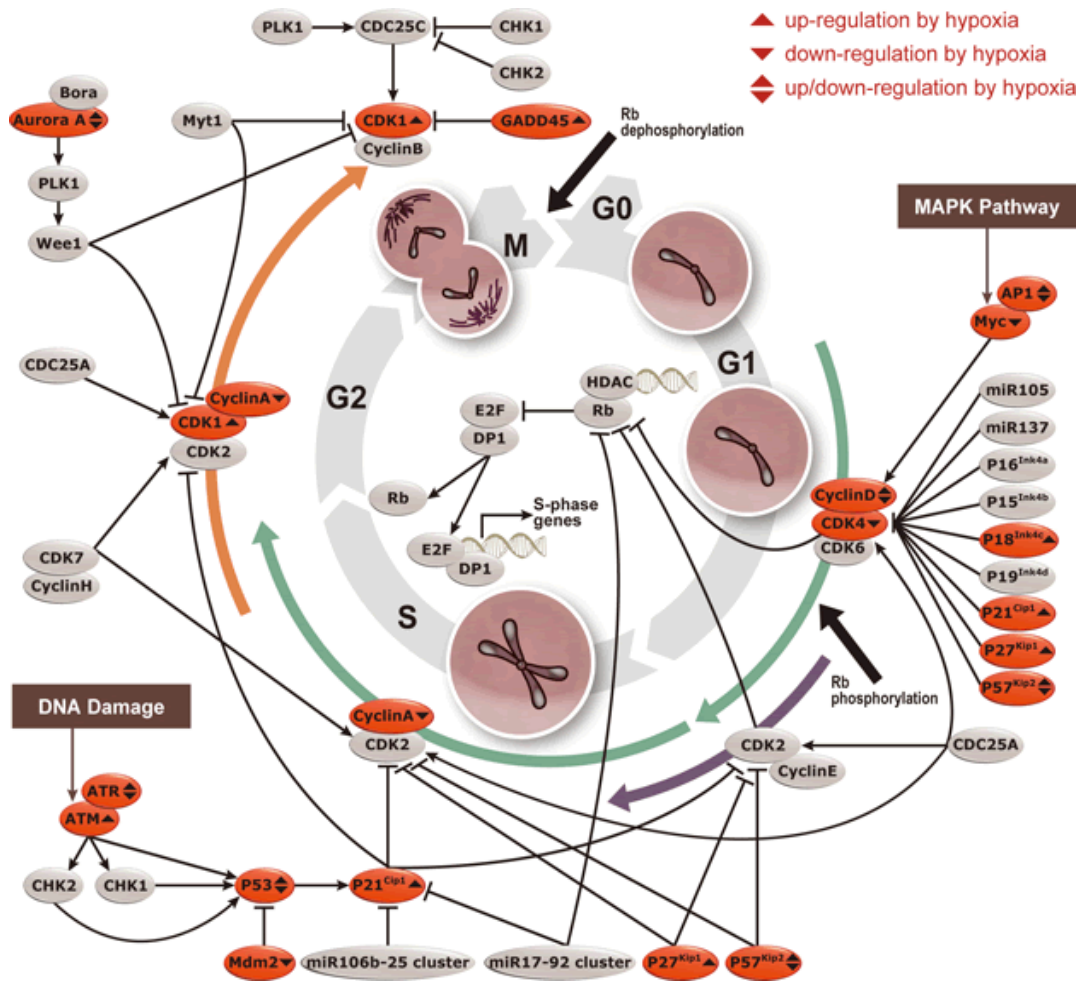 PLK1
CDC25C
CHK1
CHK2
up-regulation by hypoxia
down-regulation by hypoxia
up/down-regulation by hypoxia
Bora
Aurora A
Myt1
CDK1
GADD45
CyclinB
Rb
dephosphorylation
PLK1
Wee1
G0
M
MAPK Pathway
AP1
Myc
CDC25A
CyclinA
CDK1
CDK2
G2
HDAC
Rb
E2F
DP1
G1
miR105
miR137
P16Ink4a
P15Ink4b
P18Ink4c
P19Ink4d
P21Cip1
P27Kip1
P57Kip2
CyclinD
CDK4
CDK6
Rb
S-phase
genes
E2F
DP1
CDK7
CyclinH
S
Rb
phosphorylation
DNA Damage
CyclinA
CDK2
CDK2
CyclinE
CDC25A
ATR
ATM
CHK2
CHK1
P53
P21Cip1
Mdm2
miR106b-25 cluster
miR17-92 cluster
P27Kip1
P57Kip2